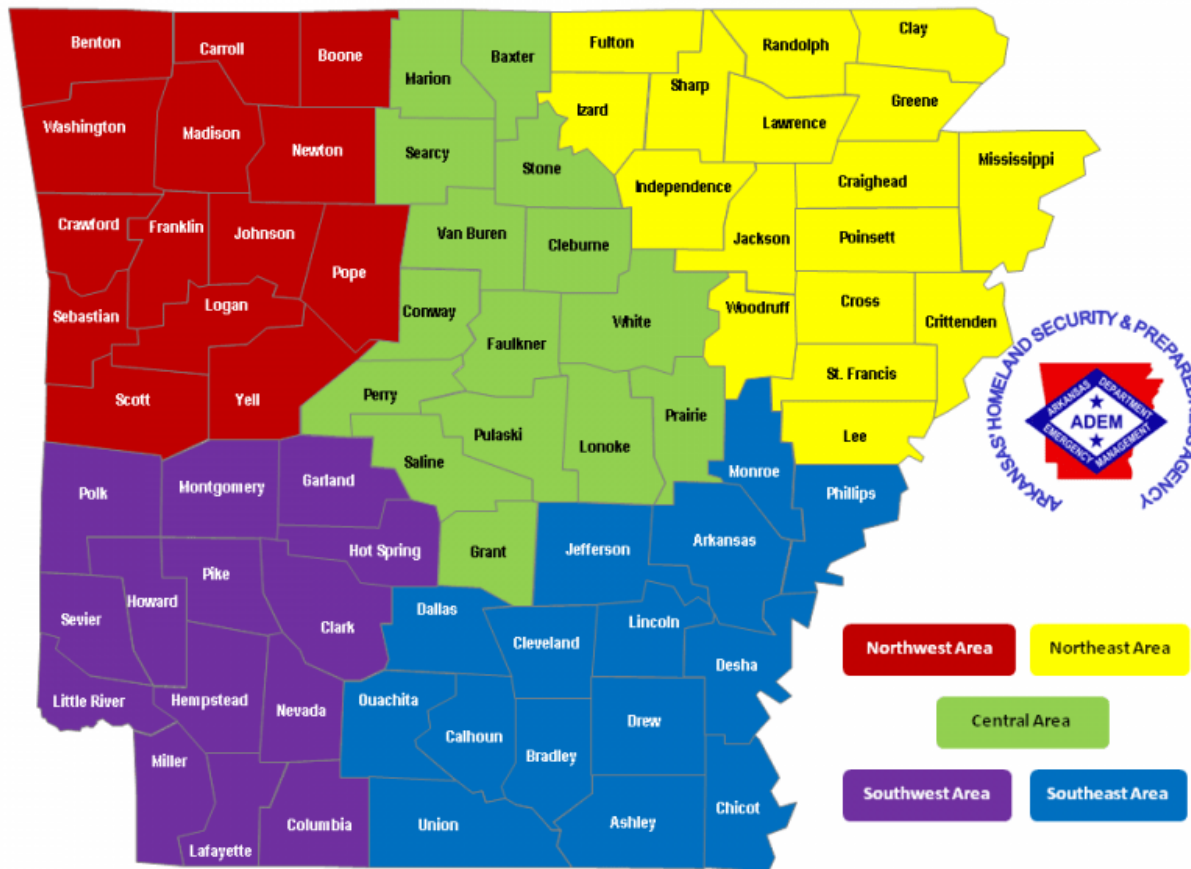 Benton
Carroll
Boone
Marion
Baxter
Fulton
Sharp
Randolph
Clay
Izard
Greene
Washington
Madison
Newton
Searcy
Stone
Lawrence
Independence
Craighead
Mississippi
Crawford
Franklin
Johnson
Pope
Van Buren
Cleburne
Jackson
Poinsett
Sebastian
Logan
Conway
Faulkner
White
Woodruff
Cross
Crittenden
Scott
Yell
Perry
Pulaski
Lonoke
Prairie
St. Francis
Lee
Saline
Polk
Montgomery
Garland
Monroe
Phillips
Hot Spring
Grant
Jefferson
Arkansas
Pike
Howard
Sevier
Clark
Dallas
Cleveland
Lincoln
Desha
Little River
Hempstead
Nevada
Ouachita
Calhoun
Bradley
Drew
Miller
Lafayette
Columbia
Union
Ashley
Chicot
ARKANSAS' HOMELAND SECURITY & PREPAREDNESS AGENCY
ARKANSAS DEPARTMENT
ADEM
EMERGENCY MANAGEMENT
Northwest Area
Northeast Area
Central Area
Southwest Area
Southeast Area